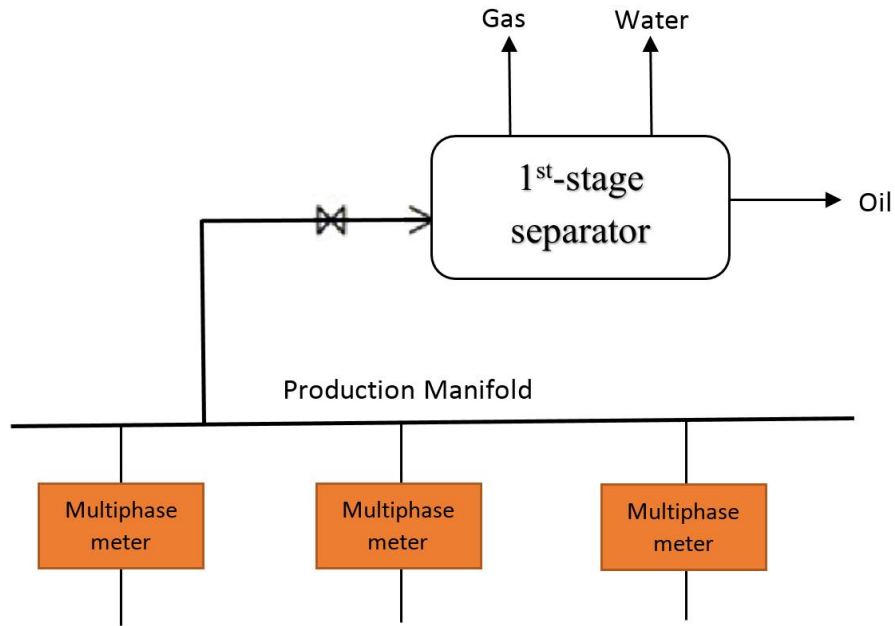 Gas
Water
1st-stage
separator
Oil
Production Manifold
Multiphase
meter
Multiphase
meter
Multiphase
meter